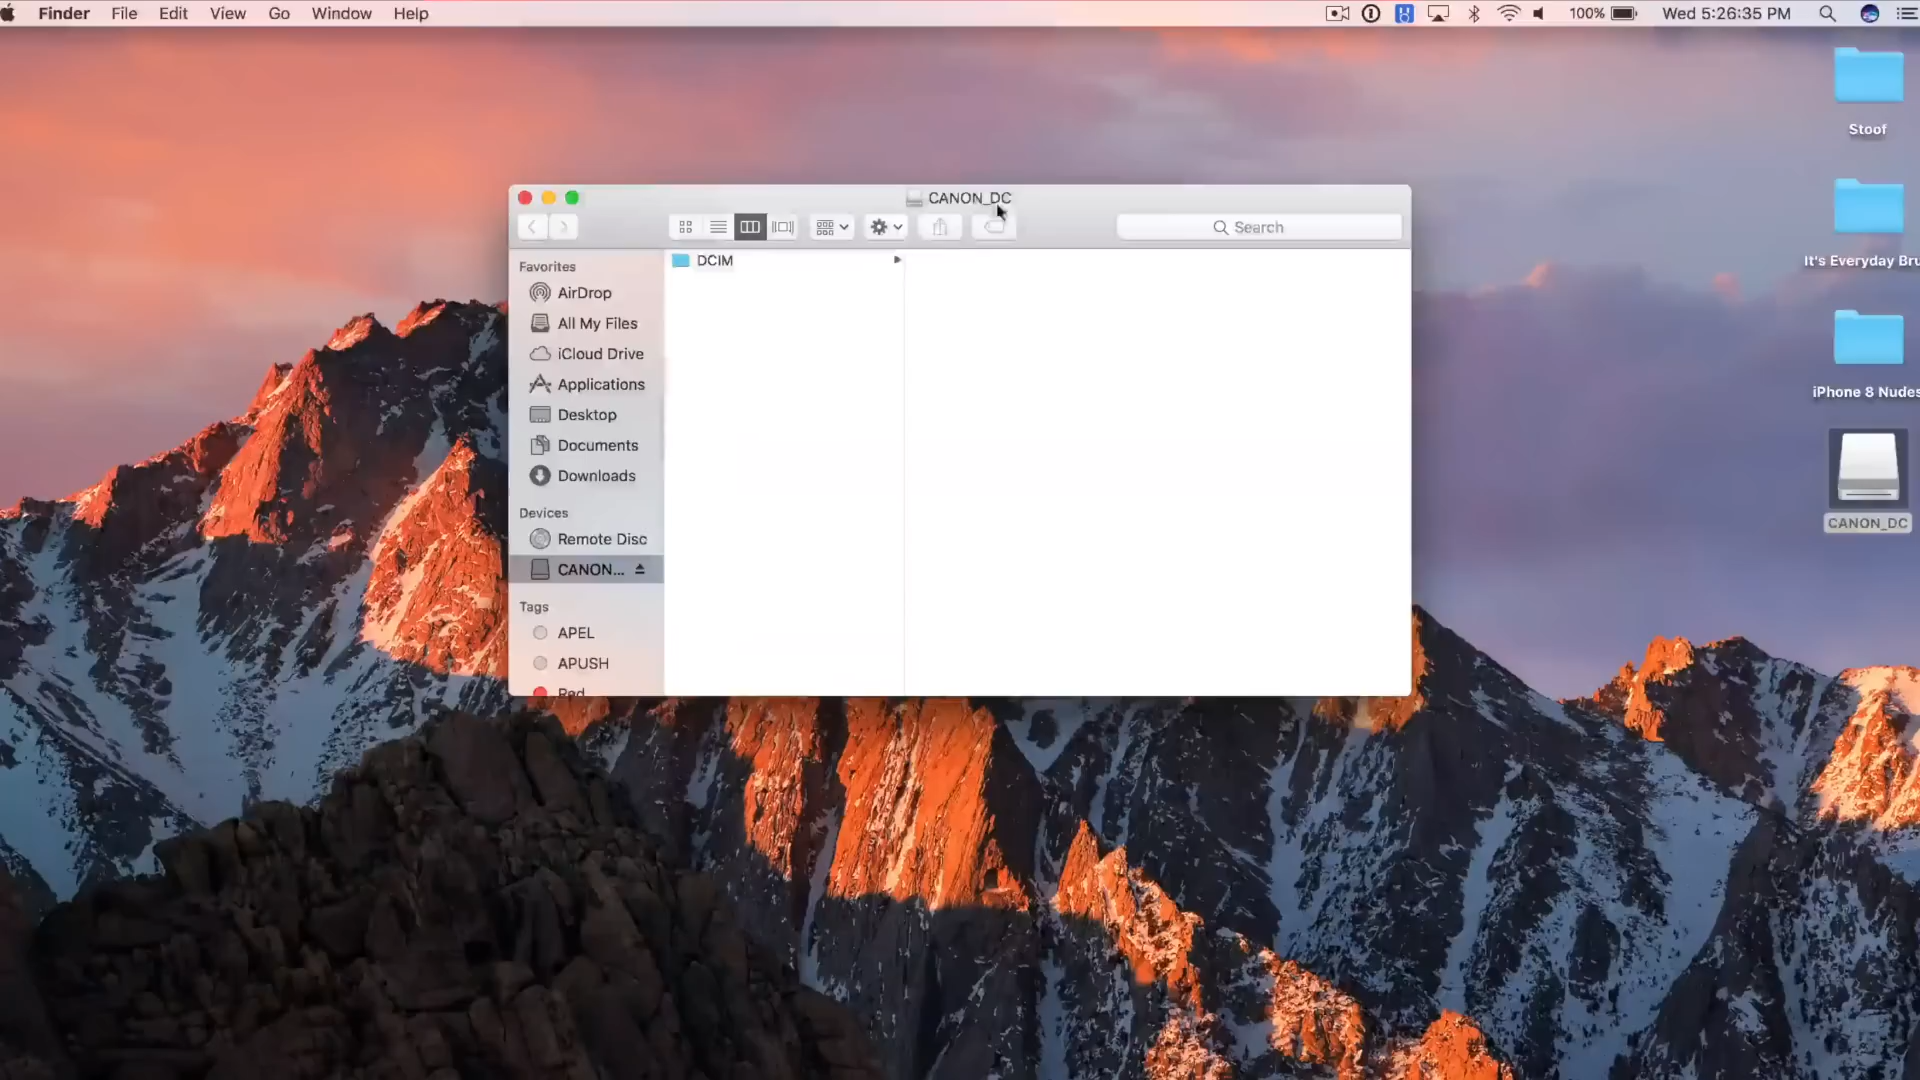 Finder File Edit View Go Window Help 100% Wed 5:26:35 PM
Stoof
It's Everyday Bru
iPhone 8 Nudes
CANON_DC
CANON_DC
Search
Favorites
AirDrop
All My Files
iCloud Drive
Applications
Desktop
Documents
Downloads
Devices
Remote Disc
CANON...
Tags
APEL
APUSH
Red
DCIM